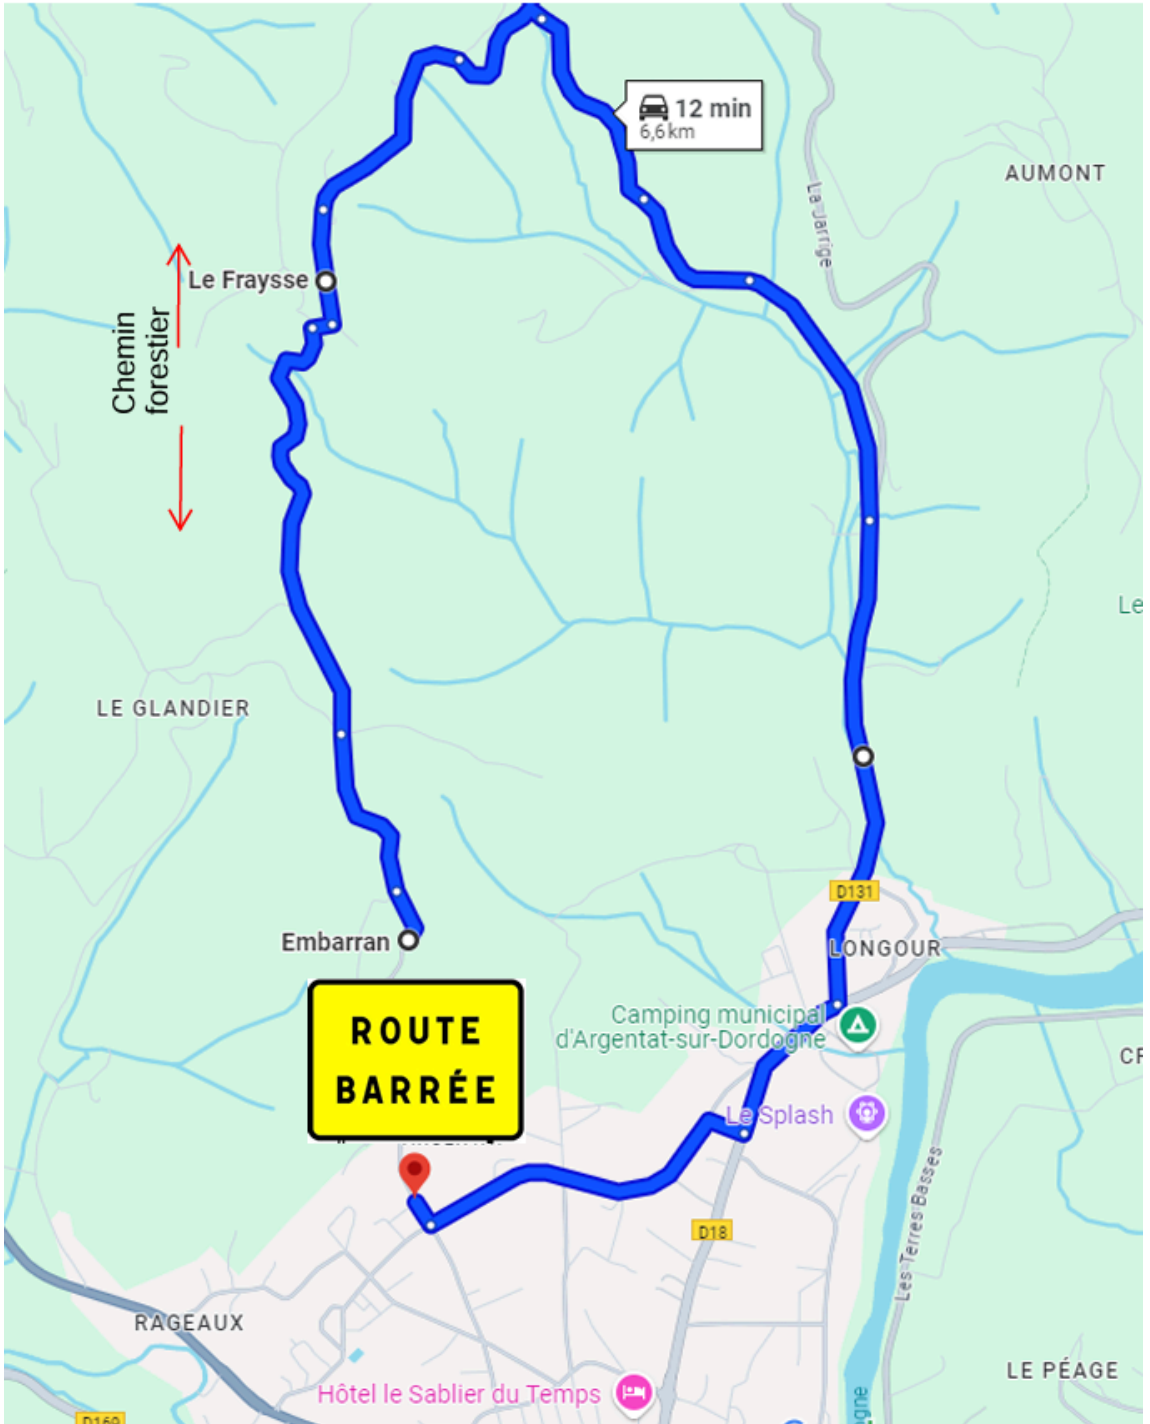 12 min
6,6 km
AUMONT
La Jarrige
Le Fraysse
Chemin
forestier
Le
LE GLANDIER
D131
Embarran
LONGOUR
ROUTE
BARRÉE
Camping municipal
d'Argentat-sur-Dordogne
Le Splash
Les Terres Basses
D18
RAGEAUX
LE PÉAGE
Hôtel le Sablier du Temps
D169